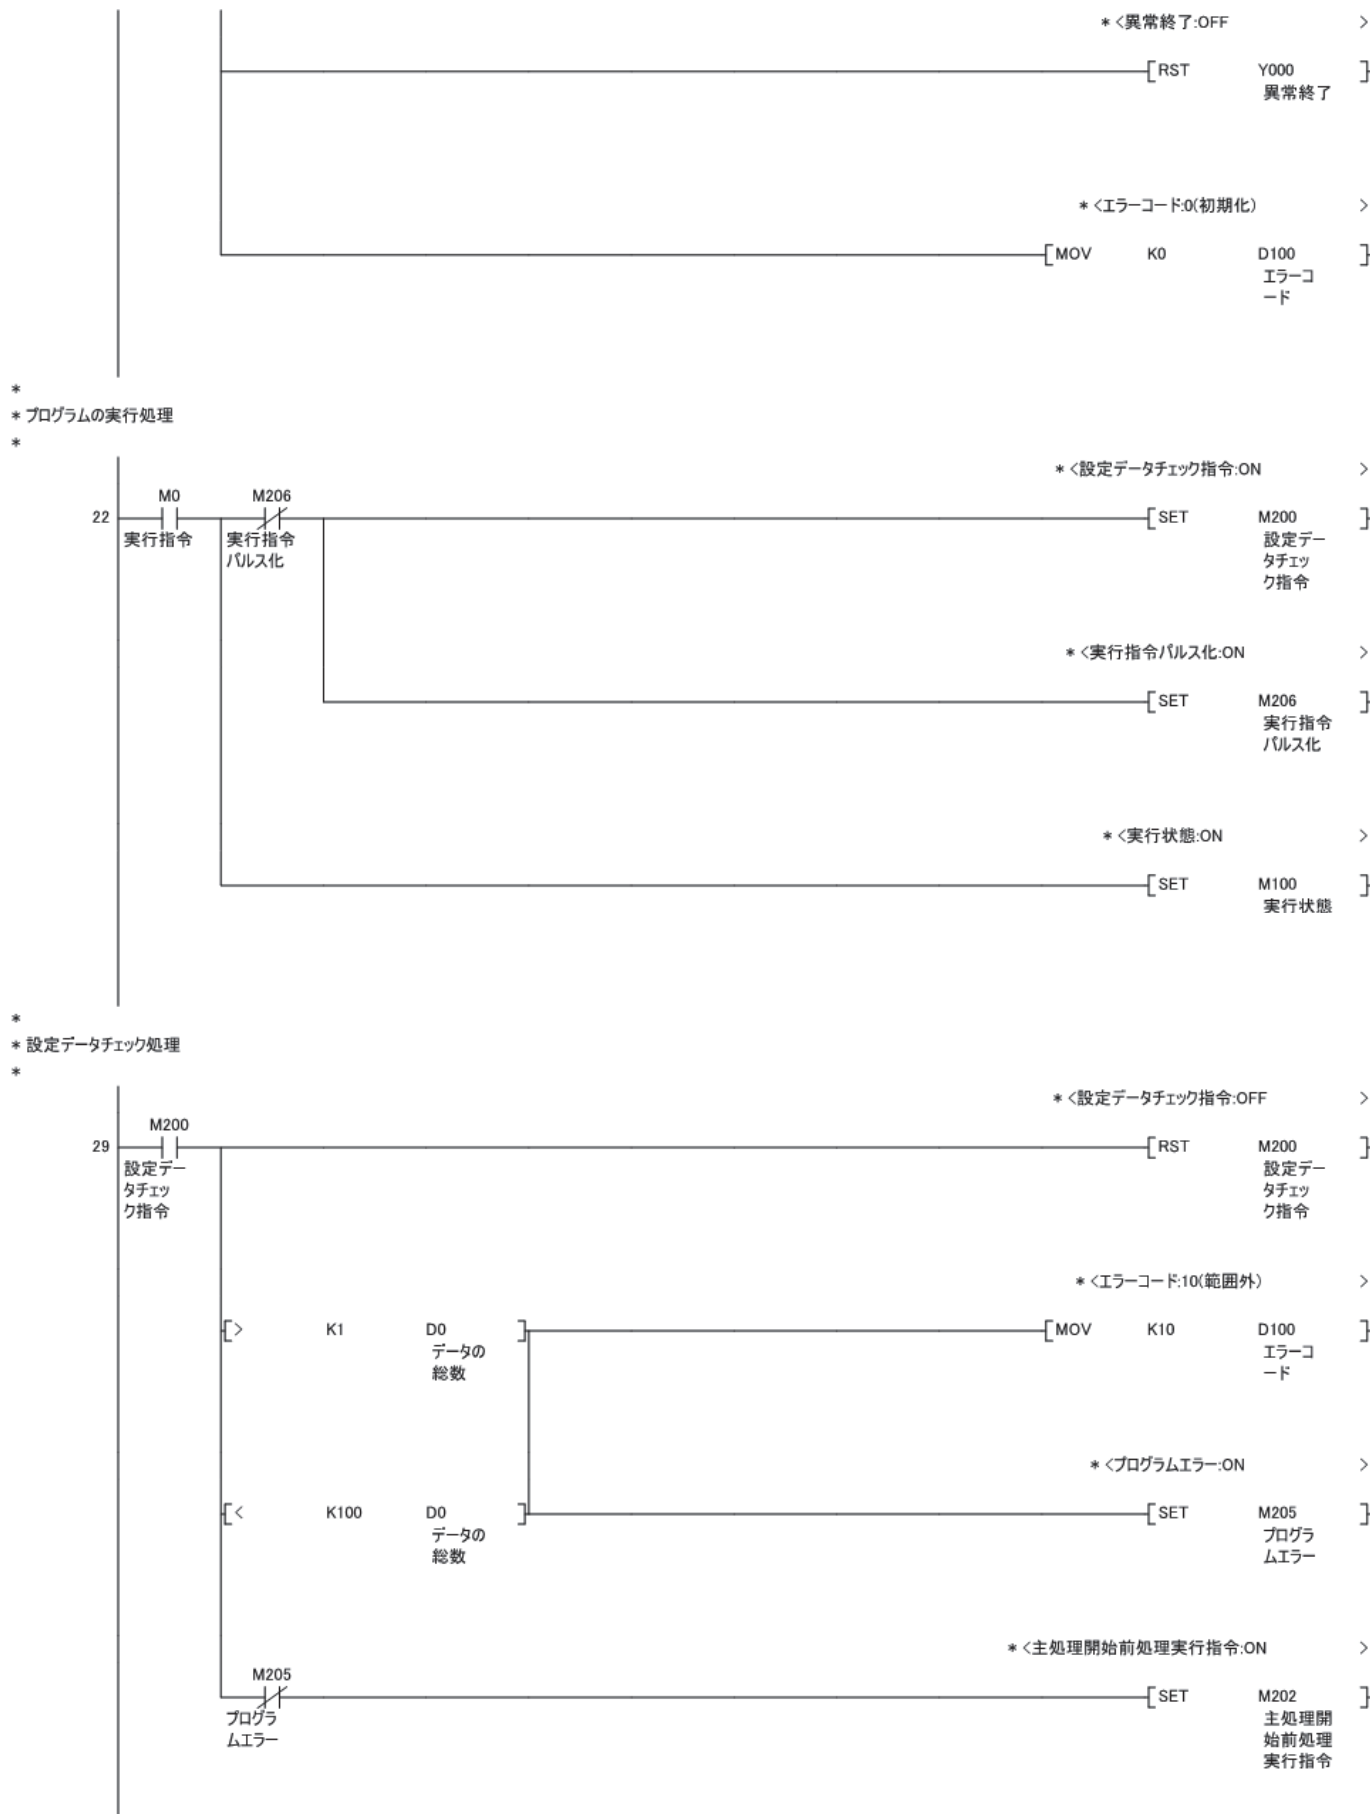 * <異常終了:OFF >
[RST Y000 ]
異常終了
* <エラーコード:0(初期化) >
[MOV K0 D100 ]
エラーコ
ード
*
* プログラムの実行処理
*
* <設定データチェック指令:ON >
M0 M206
22 [SET M200 ]
実行指令 実行指令 設定デー
パルス化 タチェッ
ク指令
* <実行指令パルス化:ON >
[SET M206 ]
実行指令
パルス化
* <実行状態:ON >
[SET M100 ]
実行状態
*
* 設定データチェック処理
*
* <設定データチェック指令:OFF >
M200
29 [RST M200 ]
設定デー 設定デー
タチェッ タチェッ
ク指令 ク指令
* <エラーコード:10(範囲外) >
[> K1 D0 ] [MOV K10 D100 ]
データの エラーコ
総数 ード
* <プログラムエラー:ON >
[< K100 D0 ] [SET M205 ]
データの プログラ
総数 ムエラー
* <主処理開始前処理実行指令:ON >
M205
[SET M202 ]
プログラ 主処理開
ムエラー 始前処理
実行指令